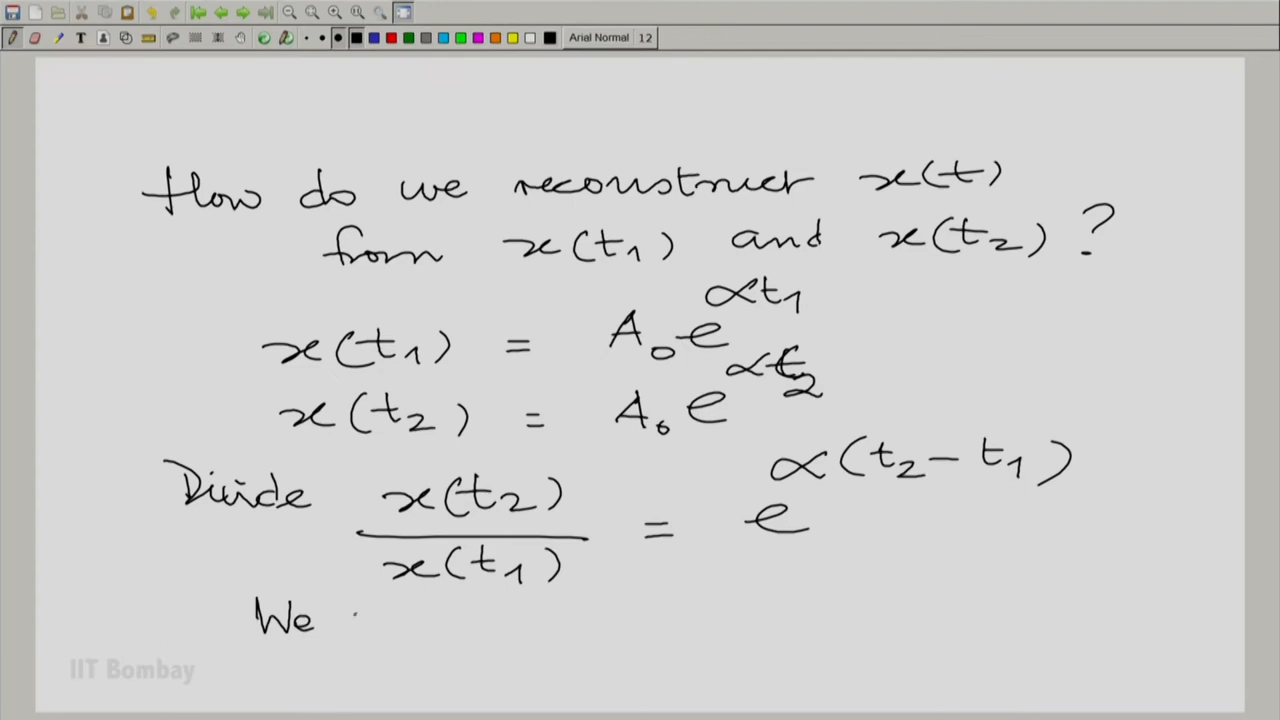 Arial Normal 12
How do we reconstruct x(t)
from x(t₁) and x(t₂) ?
x(t₁) = A₀ e^{αt₁}
x(t₂) = A₀ e^{αt₂}
Divide x(t₂)/x(t₁) = e^{α(t₂ − t₁)}
We
IIT Bombay